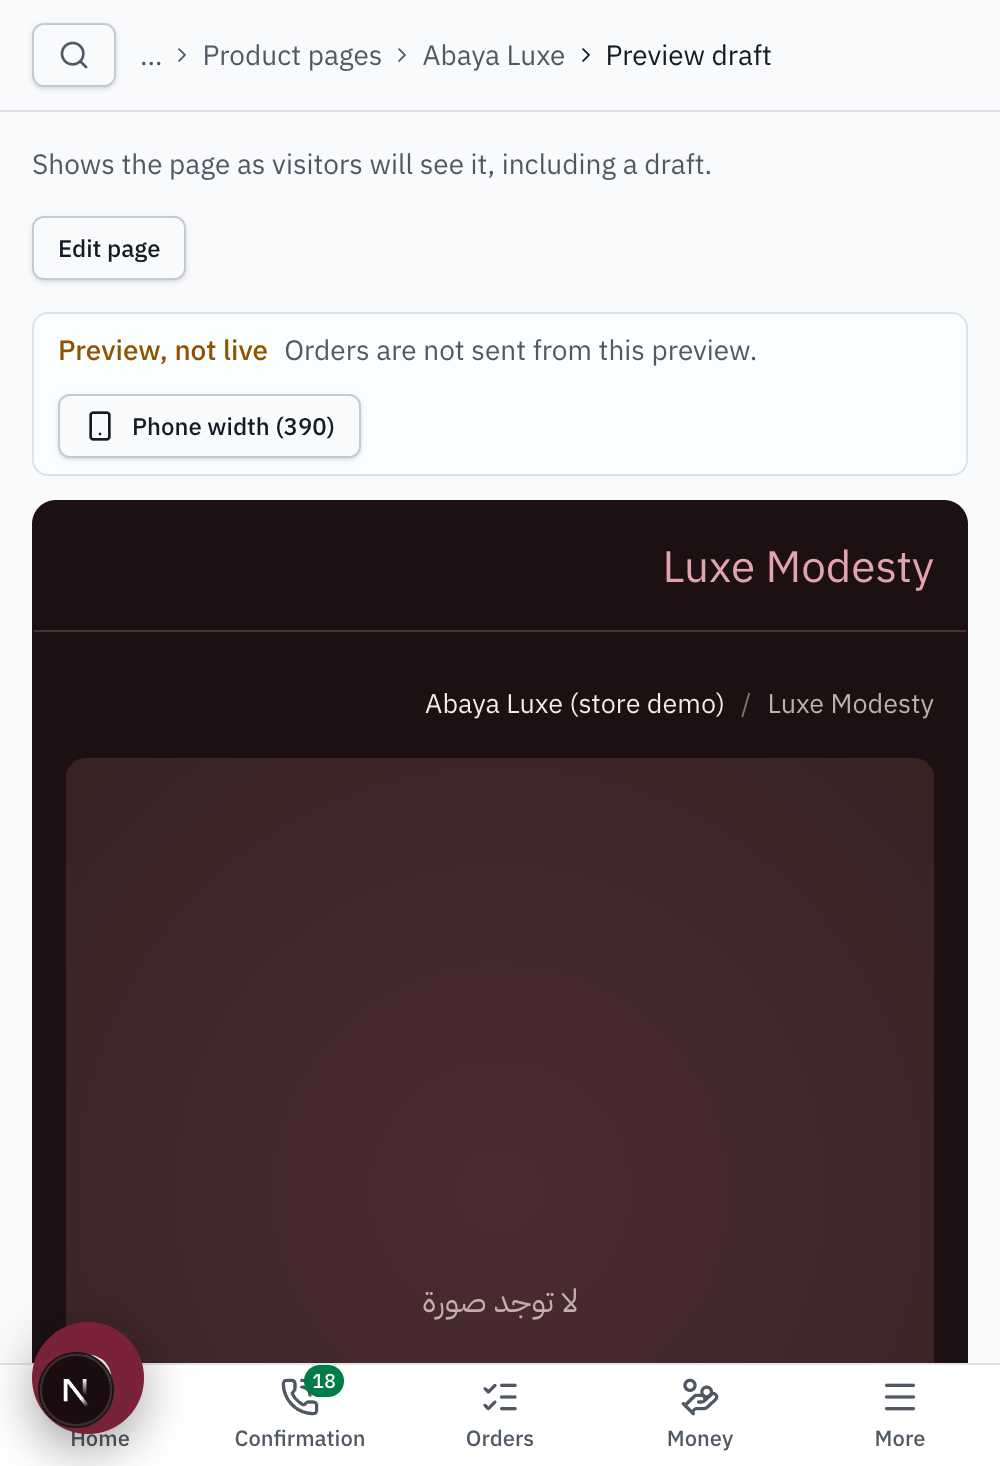 ... > Product pages > Abaya Luxe > Preview draft
Shows the page as visitors will see it, including a draft.
Edit page
Preview, not live Orders are not sent from this preview.
Phone width (390)
Luxe Modesty
Abaya Luxe (store demo) / Luxe Modesty
لا توجد صورة
N
18
Home Confirmation Orders Money More